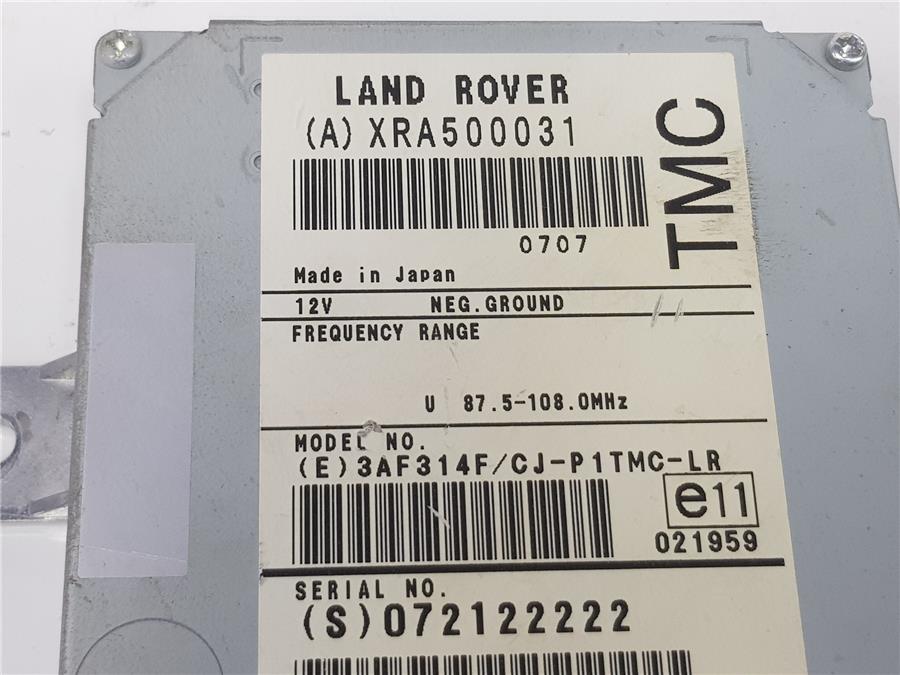 LAND ROVER
(A) XRA500031
TMC
0707
Made in Japan
12V NEG.GROUND
FREQUENCY RANGE
U 87.5-108.0MHz
MODEL NO.
(E)3AF314F/CJ-P1TMC-LR
e11
021959
SERIAL NO.
(S)072122222